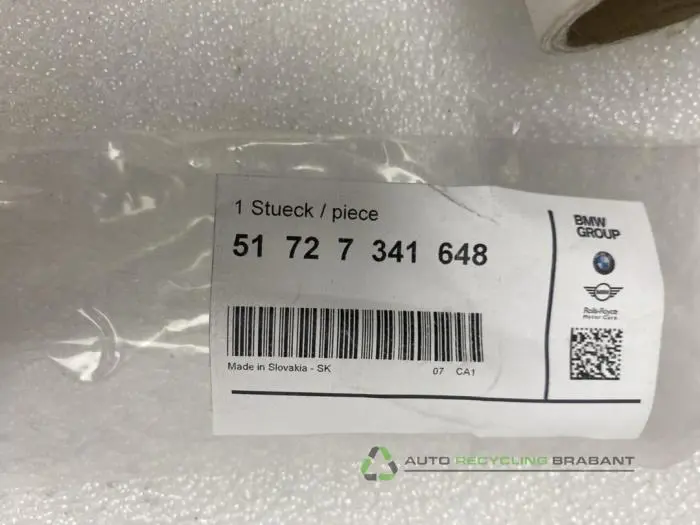 1 Stueck / piece
51 72 7 341 648
Made in Slovakia - SK
07 CA1
BMW
GROUP
MINI
Rolls-Royce
Motor Cars
AUTO RECYCLING BRABANT